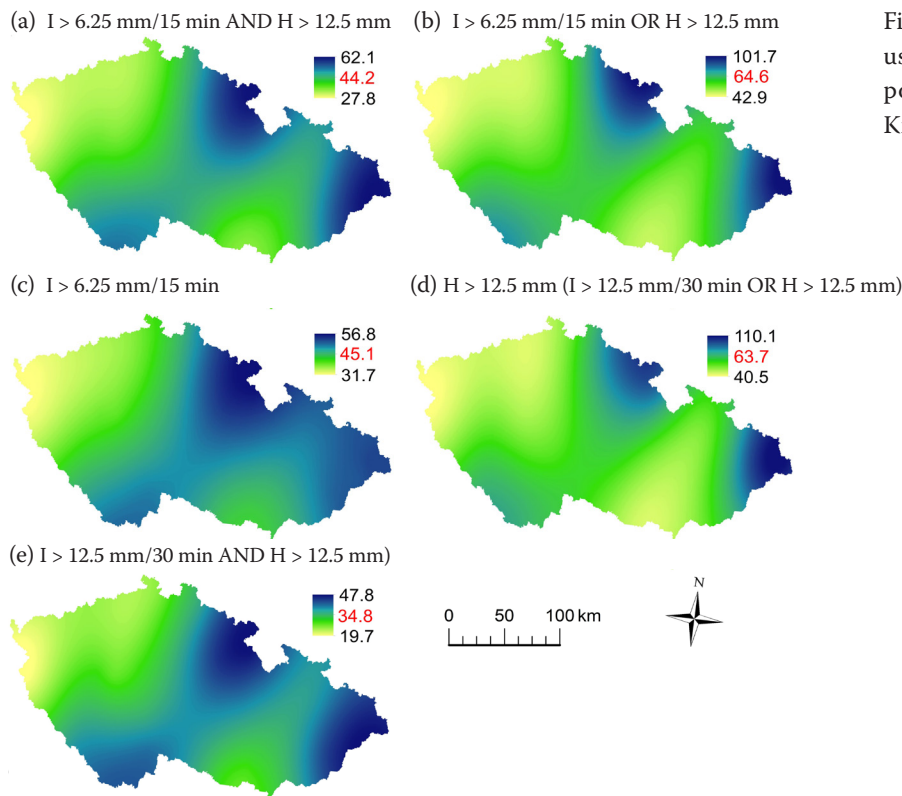 (a) I > 6.25 mm/15 min AND H > 12.5 mm
62.1
44.2
27.8
(b) I > 6.25 mm/15 min OR H > 12.5 mm
101.7
64.6
42.9
(c) I > 6.25 mm/15 min
56.8
45.1
31.7
(d) H > 12.5 mm (I > 12.5 mm/30 min OR H > 12.5 mm)
110.1
63.7
40.5
(e) I > 12.5 mm/30 min AND H > 12.5 mm)
47.8
34.8
19.7
0 50 100 km
N